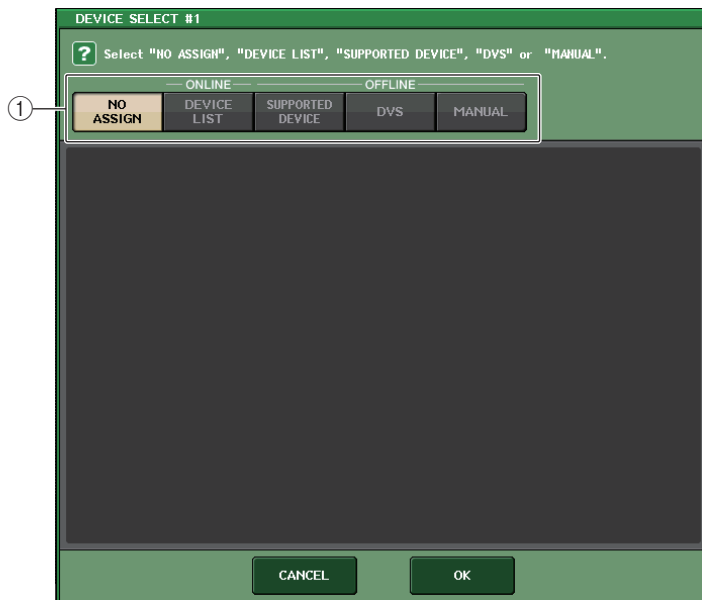 DEVICE SELECT #1
? Select "NO ASSIGN", "DEVICE LIST", "SUPPORTED DEVICE", "DVS" or "MANUAL".
ONLINE OFFLINE
①
NO ASSIGN
DEVICE LIST
SUPPORTED DEVICE
DVS
MANUAL
CANCEL OK